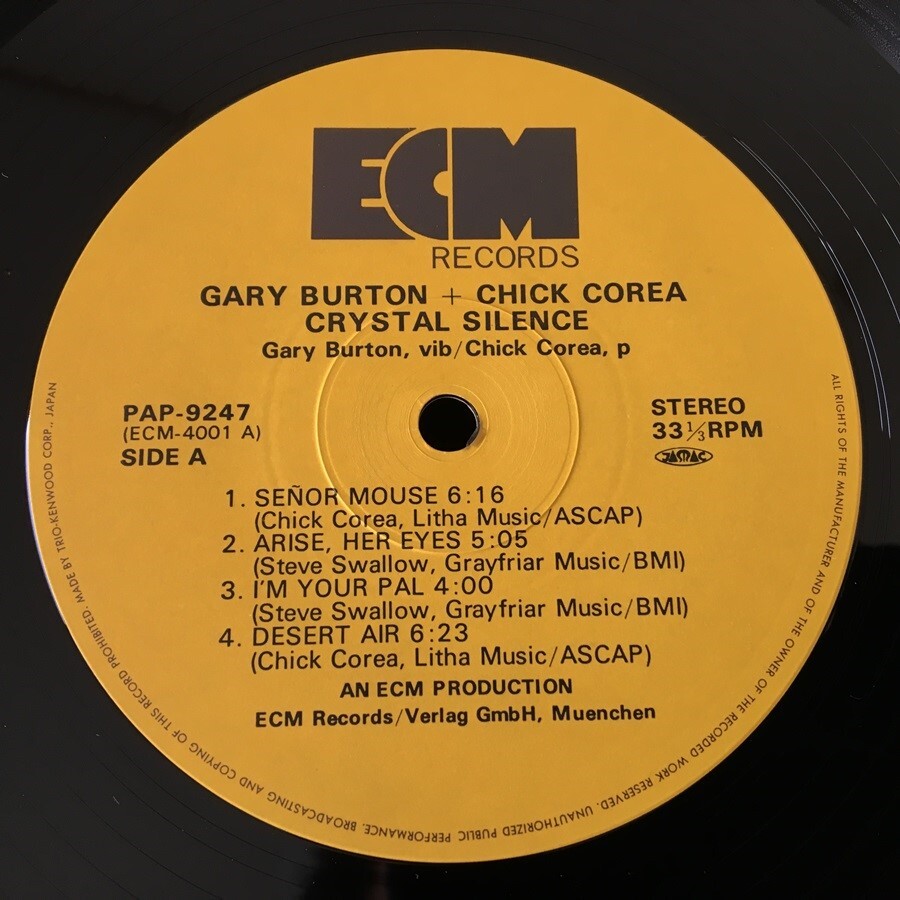 ECM
RECORDS
GARY BURTON + CHICK COREA
CRYSTAL SILENCE
Gary Burton, vib/Chick Corea, p
PAP-9247
(ECM-4001 A)
SIDE A
STEREO
33 1/3 RPM
JASRAC
1. SEÑOR MOUSE 6:16
(Chick Corea, Litha Music/ASCAP)
2. ARISE, HER EYES 5:05
(Steve Swallow, Grayfriar Music/BMI)
3. I'M YOUR PAL 4:00
(Steve Swallow, Grayfriar Music/BMI)
4. DESERT AIR 6:23
(Chick Corea, Litha Music/ASCAP)
AN ECM PRODUCTION
ECM Records/Verlag GmbH, Muenchen
ALL RIGHTS OF THE MANUFACTURER AND OF THE OWNER OF THE RECORDED WORK RESERVED. UNAUTHORIZED PUBLIC PERFORMANCE. BROADCASTING AND COPYING OF THIS RECORD PROHIBITED. MADE BY TRIO-KENWOOD CORP., JAPAN